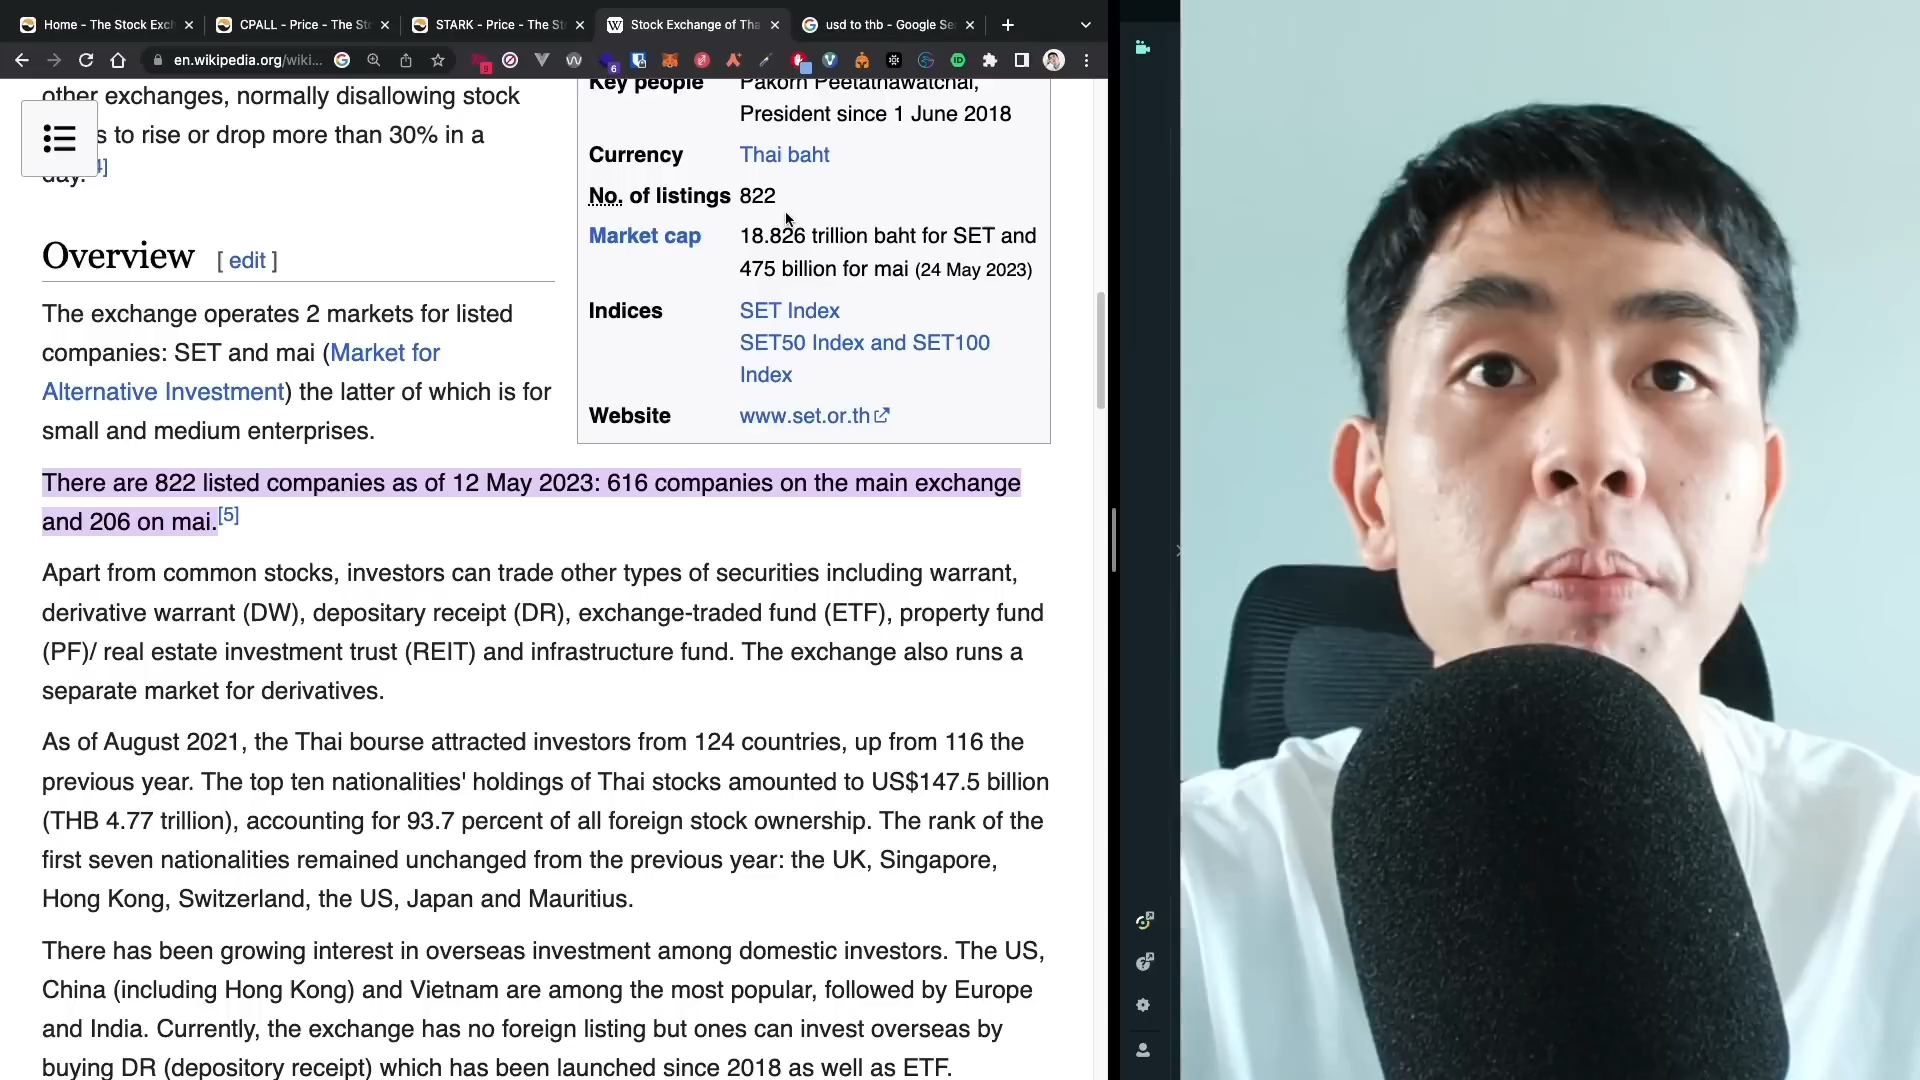 Home - The Stock Exch
CPALL - Price - The St
STARK - Price - The St
Stock Exchange of Tha
usd to thb - Google Se
en.wikipedia.org/wiki...
9
6
other exchanges, normally disallowing stock
s to rise or drop more than 30% in a
day.
Key people
Pakorn Peetathawatchai,
President since 1 June 2018
Currency
Thai baht
No. of listings
822
Market cap
18.826 trillion baht for SET and
475 billion for mai (24 May 2023)
Indices
SET Index
SET50 Index and SET100
Index
Website
www.set.or.th
Overview [ edit ]
The exchange operates 2 markets for listed
companies: SET and mai (Market for
Alternative Investment) the latter of which is for
small and medium enterprises.
There are 822 listed companies as of 12 May 2023: 616 companies on the main exchange
and 206 on mai.[5]
Apart from common stocks, investors can trade other types of securities including warrant,
derivative warrant (DW), depositary receipt (DR), exchange-traded fund (ETF), property fund
(PF)/ real estate investment trust (REIT) and infrastructure fund. The exchange also runs a
separate market for derivatives.
As of August 2021, the Thai bourse attracted investors from 124 countries, up from 116 the
previous year. The top ten nationalities' holdings of Thai stocks amounted to US$147.5 billion
(THB 4.77 trillion), accounting for 93.7 percent of all foreign stock ownership. The rank of the
first seven nationalities remained unchanged from the previous year: the UK, Singapore,
Hong Kong, Switzerland, the US, Japan and Mauritius.
There has been growing interest in overseas investment among domestic investors. The US,
China (including Hong Kong) and Vietnam are among the most popular, followed by Europe
and India. Currently, the exchange has no foreign listing but ones can invest overseas by
buying DR (depository receipt) which has been launched since 2018 as well as ETF.